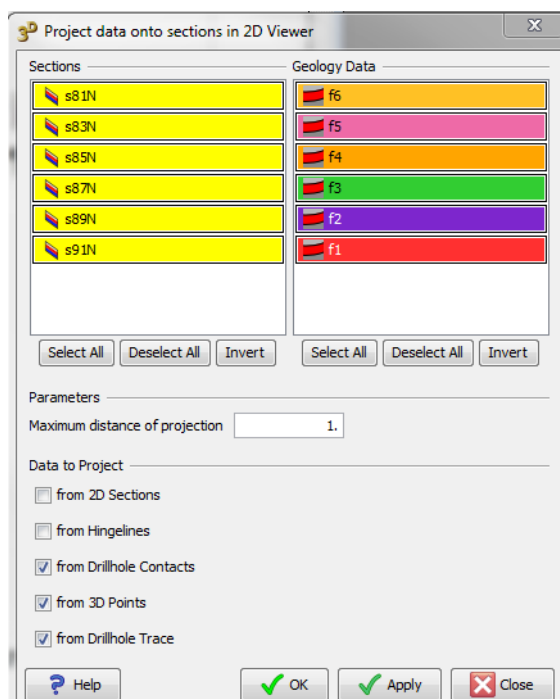 3D Project data onto sections in 2D Viewer
Sections
Geology Data
s81N
s83N
s85N
s87N
s89N
s91N
f6
f5
f4
f3
f2
f1
Select All Deselect All Invert
Select All Deselect All Invert
Parameters
Maximum distance of projection 1.
Data to Project
from 2D Sections
from Hingelines
from Drillhole Contacts
from 3D Points
from Drillhole Trace
? Help OK Apply Close